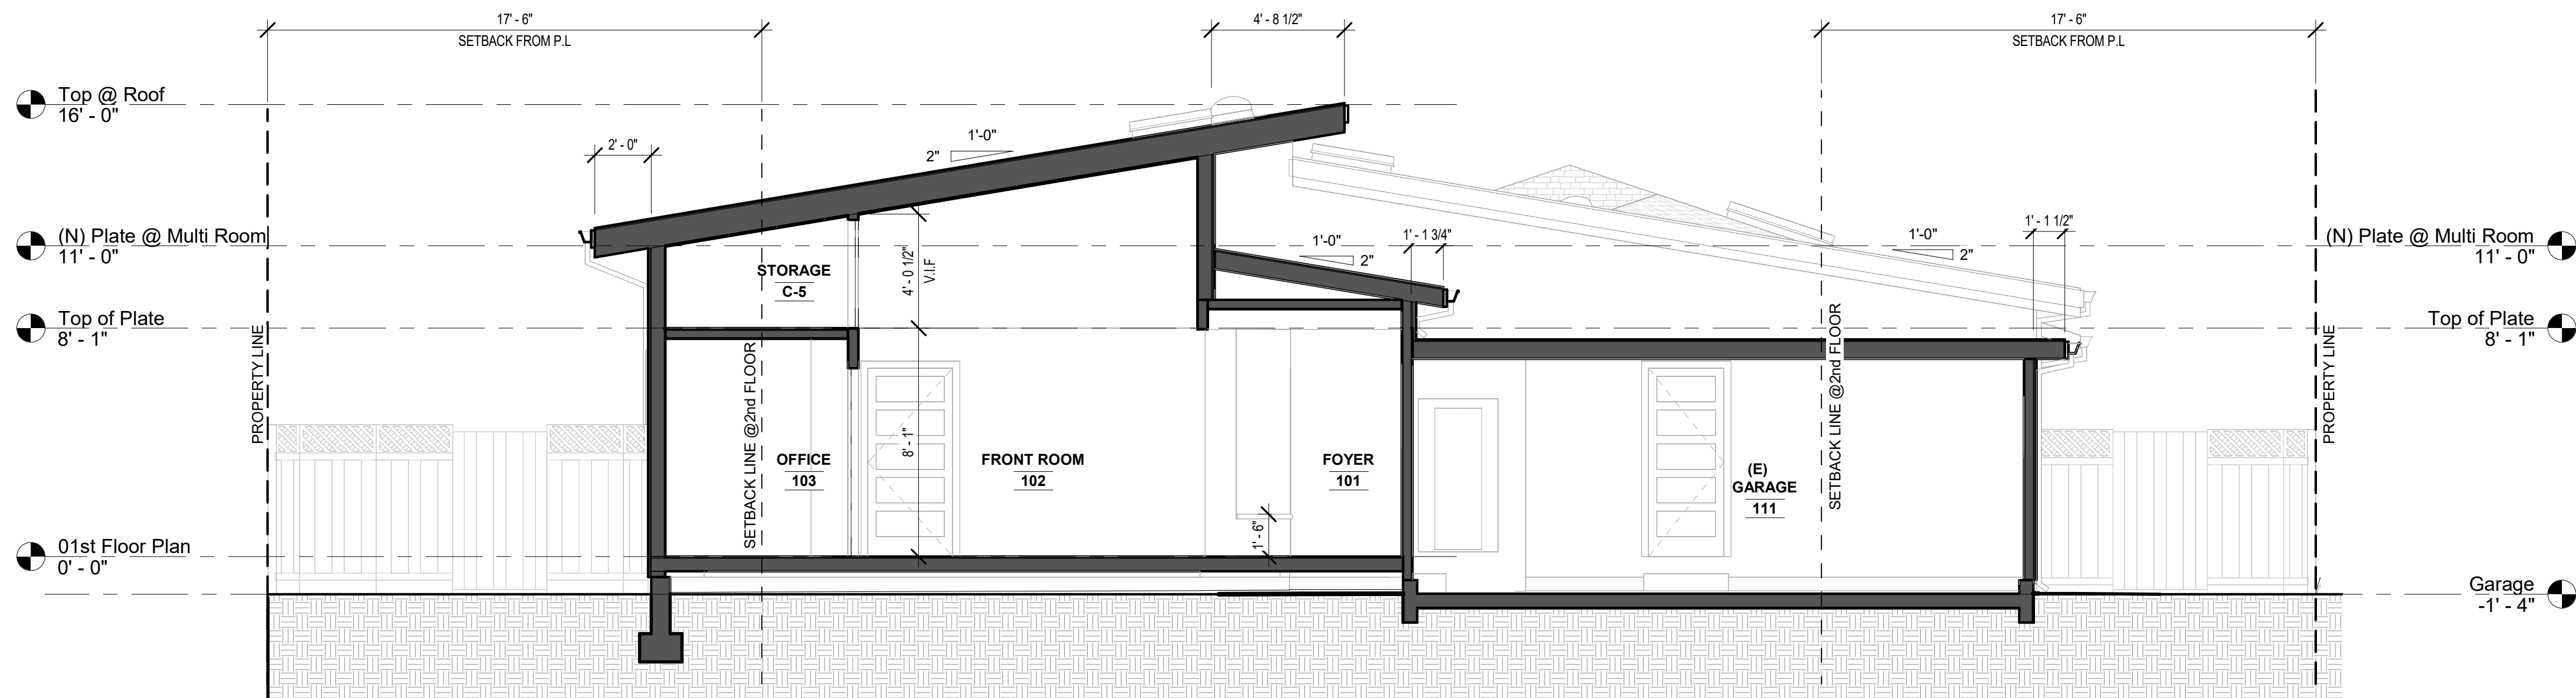 17' - 6"
SETBACK FROM P.L
4' - 8 1/2"
17' - 6"
SETBACK FROM P.L
Top @ Roof
16' - 0"
2' - 0"
1'-0"
2"
(N) Plate @ Multi Room
11' - 0"
STORAGE
C-5
4' - 0 1/2"
V.I.F
1'-0"
2"
1' - 1 3/4"
1'-0"
2"
1' - 1 1/2"
(N) Plate @ Multi Room
11' - 0"
Top of Plate
8' - 1"
Top of Plate
8' - 1"
PROPERTY LINE
SETBACK LINE @2nd FLOOR
OFFICE
103
8' - 1"
FRONT ROOM
102
FOYER
101
1' - 6"
(E)
GARAGE
111
SETBACK LINE @2nd FLOOR
PROPERTY LINE
01st Floor Plan
0' - 0"
Garage
-1' - 4"